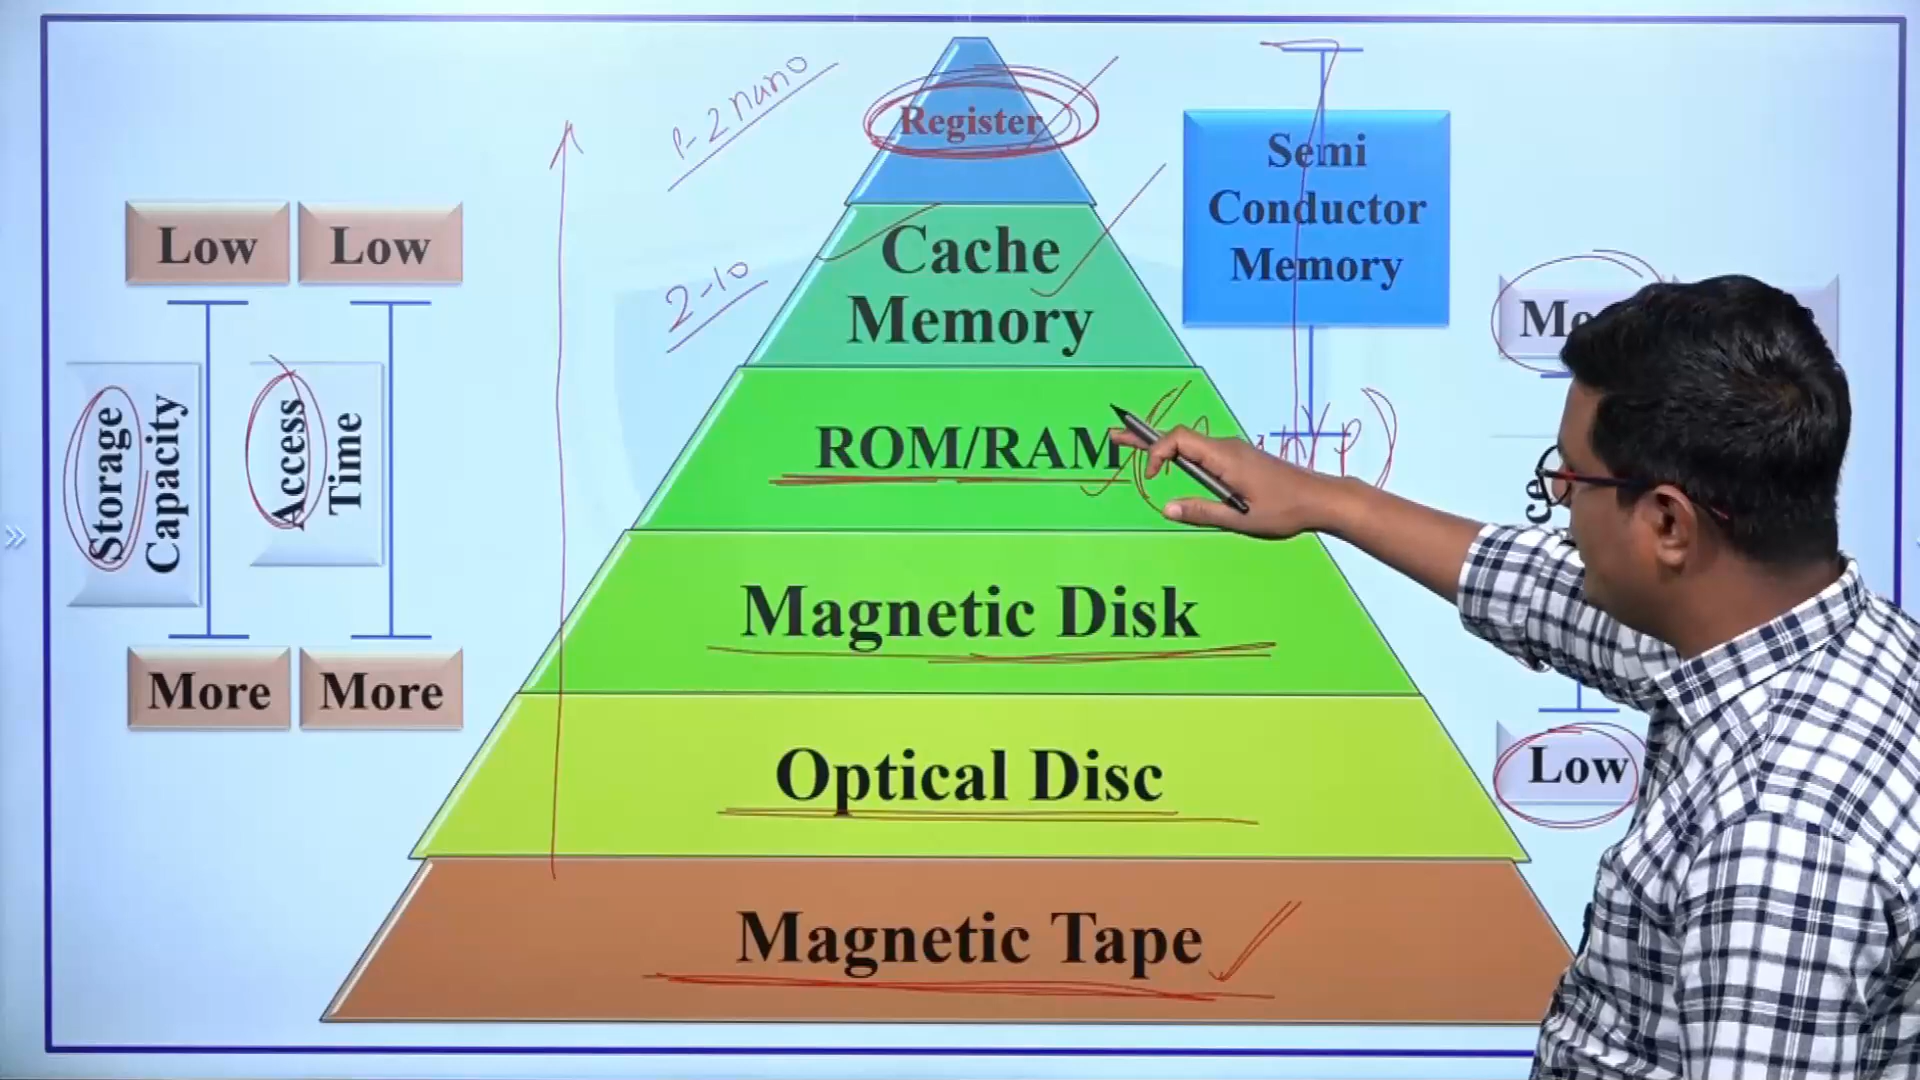 1-2 nano
Register
Semi
Conductor
Memory
Low
Low
Cache
Memory
2-10
Storage
Capacity
Access
Time
ROM/RAM
Magnetic Disk
More
More
Optical Disc
Low
Magnetic Tape